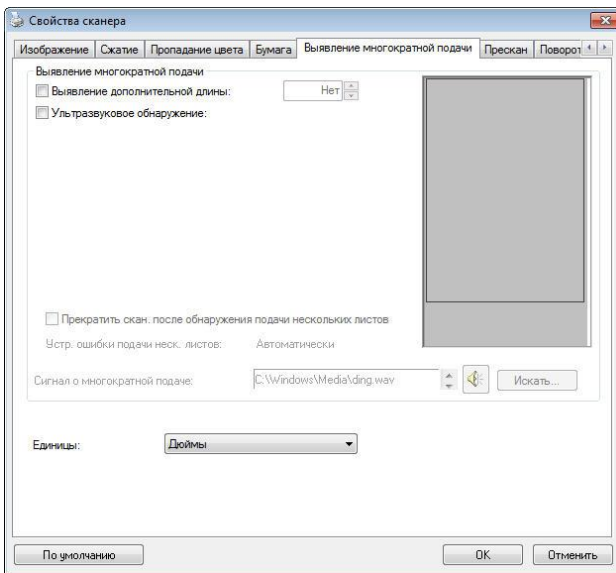 Свойства сканера
Изображение Сжатие Пропадание цвета Бумага Выявление многократной подачи Прескан Поворот
Выявление многократной подачи
Выявление дополнительной длины: Нет
Ультразвуковое обнаружение:
Прекратить скан. после обнаружения подачи нескольких листов
Устр. ошибки подачи неск. листов: Автоматически
Сигнал о многократной подаче: C:\Windows\Media\ding.wav Искать...
Единицы: Дюймы
По умолчанию OK Отменить